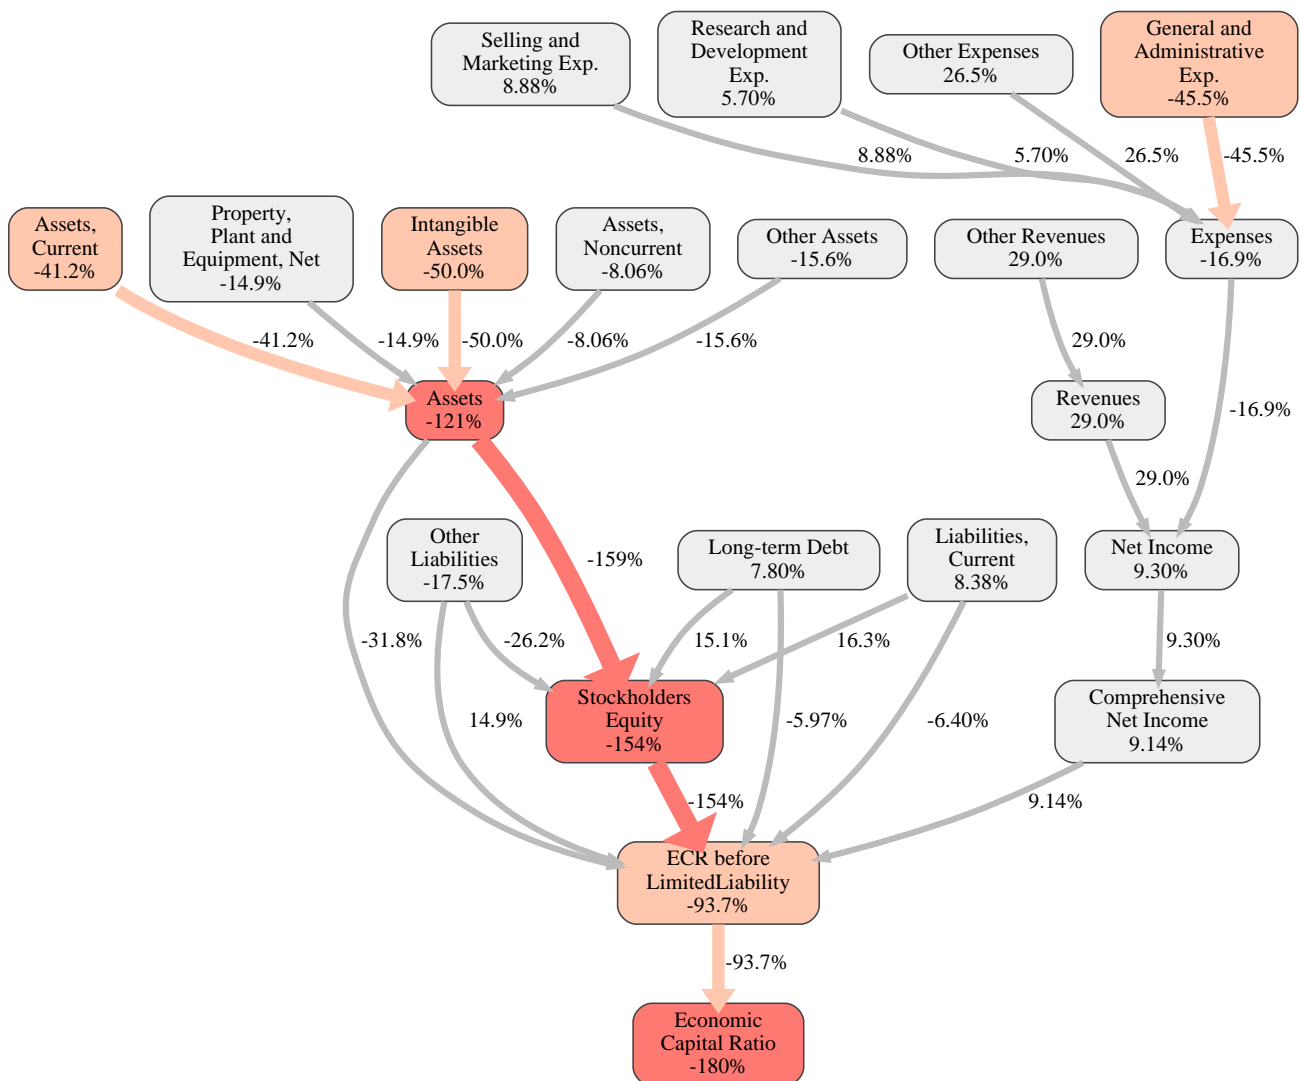 Selling and
Marketing Exp.
8.88%
Research and
Development
Exp.
5.70%
Other Expenses
26.5%
General and
Administrative
Exp.
-45.5%
8.88%
5.70%
26.5%
-45.5%
Assets,
Current
-41.2%
Property,
Plant and
Equipment, Net
-14.9%
Intangible
Assets
-50.0%
Assets,
Noncurrent
-8.06%
Other Assets
-15.6%
Other Revenues
29.0%
Expenses
-16.9%
-41.2%
-14.9%
-50.0%
-8.06%
-15.6%
29.0%
Assets
-121%
Revenues
29.0%
-16.9%
29.0%
Other
Liabilities
-17.5%
-159%
Long-term Debt
7.80%
Liabilities,
Current
8.38%
Net Income
9.30%
-31.8%
-26.2%
15.1%
16.3%
9.30%
Stockholders
Equity
-154%
14.9%
-5.97%
-6.40%
Comprehensive
Net Income
9.14%
-154%
9.14%
ECR before
LimitedLiability
-93.7%
-93.7%
Economic
Capital Ratio
-180%